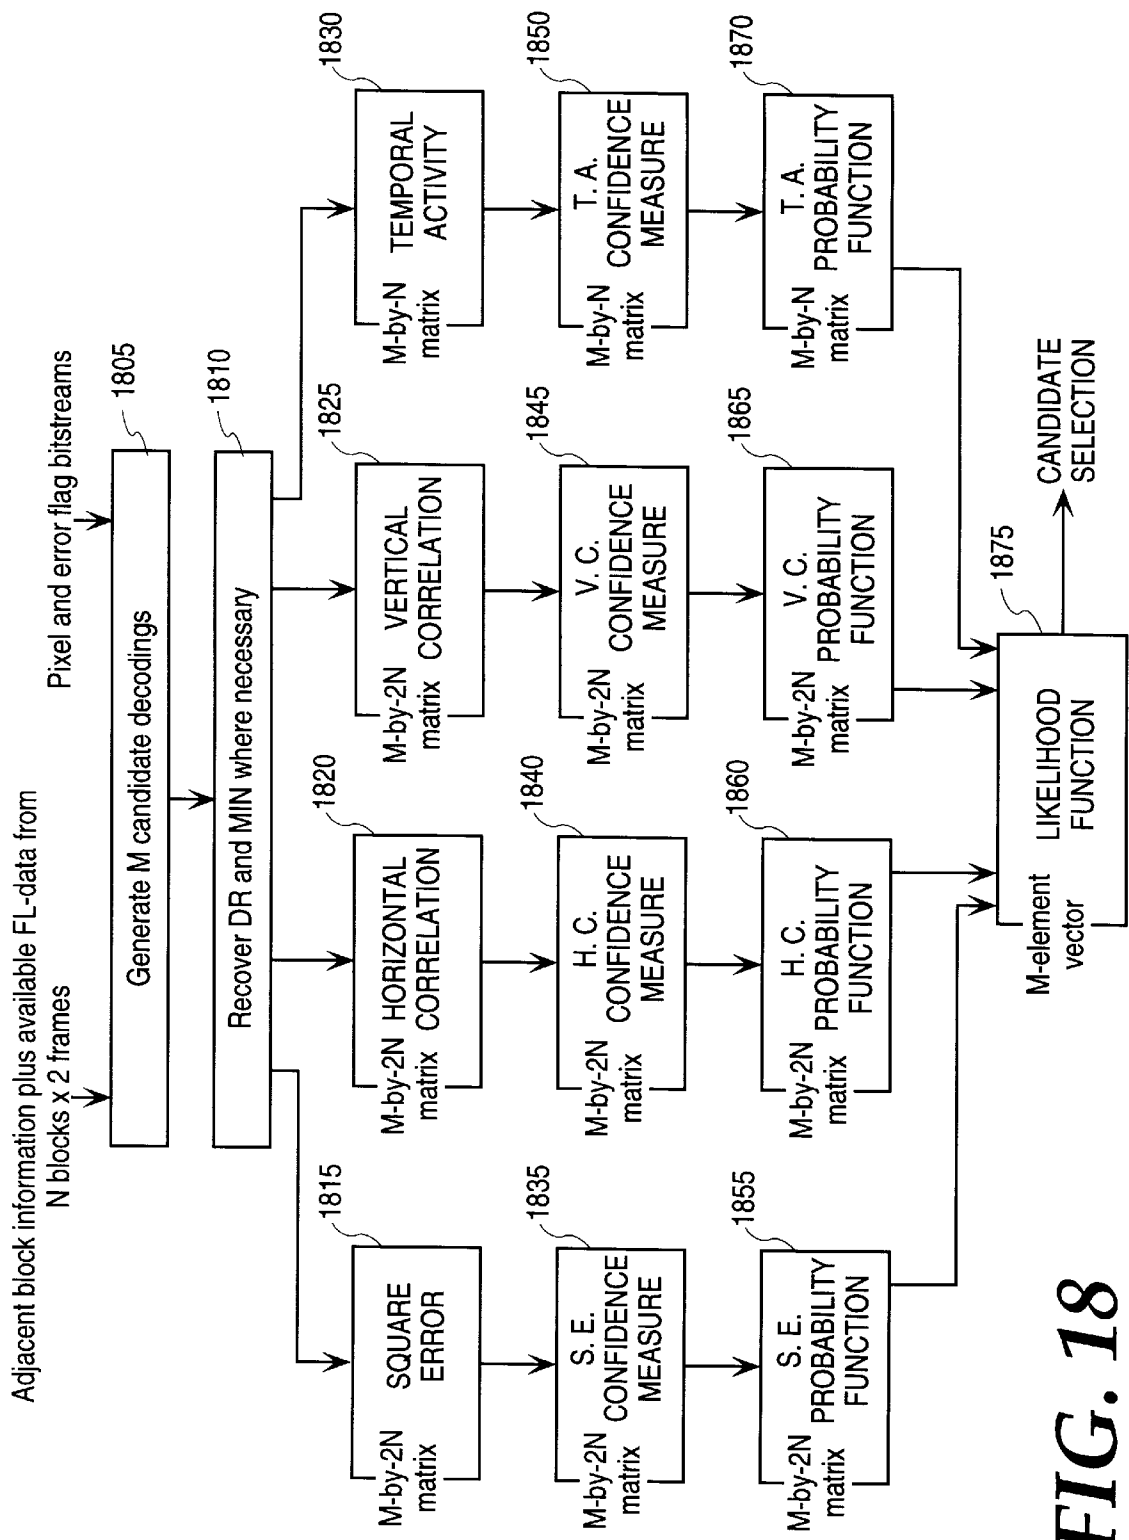 Adjacent block information plus available FL-data from
N blocks x 2 frames
Pixel and error flag bitstreams
Generate M candidate decodings
1805
Recover DR and MIN where necessary
1810
M-by-2N
matrix
SQUARE
ERROR
1815
M-by-2N
matrix
HORIZONTAL
CORRELATION
1820
M-by-2N
matrix
VERTICAL
CORRELATION
1825
M-by-N
matrix
TEMPORAL
ACTIVITY
1830
M-by-2N
matrix
S. E.
CONFIDENCE
MEASURE
1835
M-by-2N
matrix
H. C.
CONFIDENCE
MEASURE
1840
M-by-2N
matrix
V. C.
CONFIDENCE
MEASURE
1845
M-by-N
matrix
T. A.
CONFIDENCE
MEASURE
1850
M-by-2N
matrix
S. E.
PROBABILITY
FUNCTION
1855
M-by-2N
matrix
H. C.
PROBABILITY
FUNCTION
1860
M-by-2N
matrix
V. C.
PROBABILITY
FUNCTION
1865
M-by-N
matrix
T. A.
PROBABILITY
FUNCTION
1870
M-element
vector
LIKELIHOOD
FUNCTION
1875
CANDIDATE
SELECTION
FIG. 18